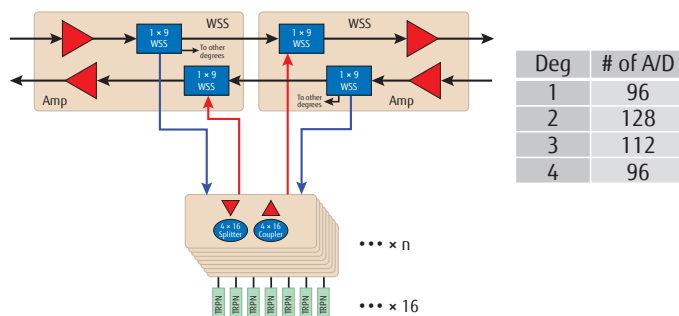 WSS
WSS
1 × 9
WSS
1 × 9
WSS
To other
degrees
1 × 9
WSS
1 × 9
WSS
To other
degrees
Amp
Amp
4 × 16
Splitter
4 × 16
Coupler
••• × n
TRPN
TRPN
TRPN
TRPN
TRPN
TRPN
TRPN
••• × 16
Deg # of A/D
1 96
2 128
3 112
4 96